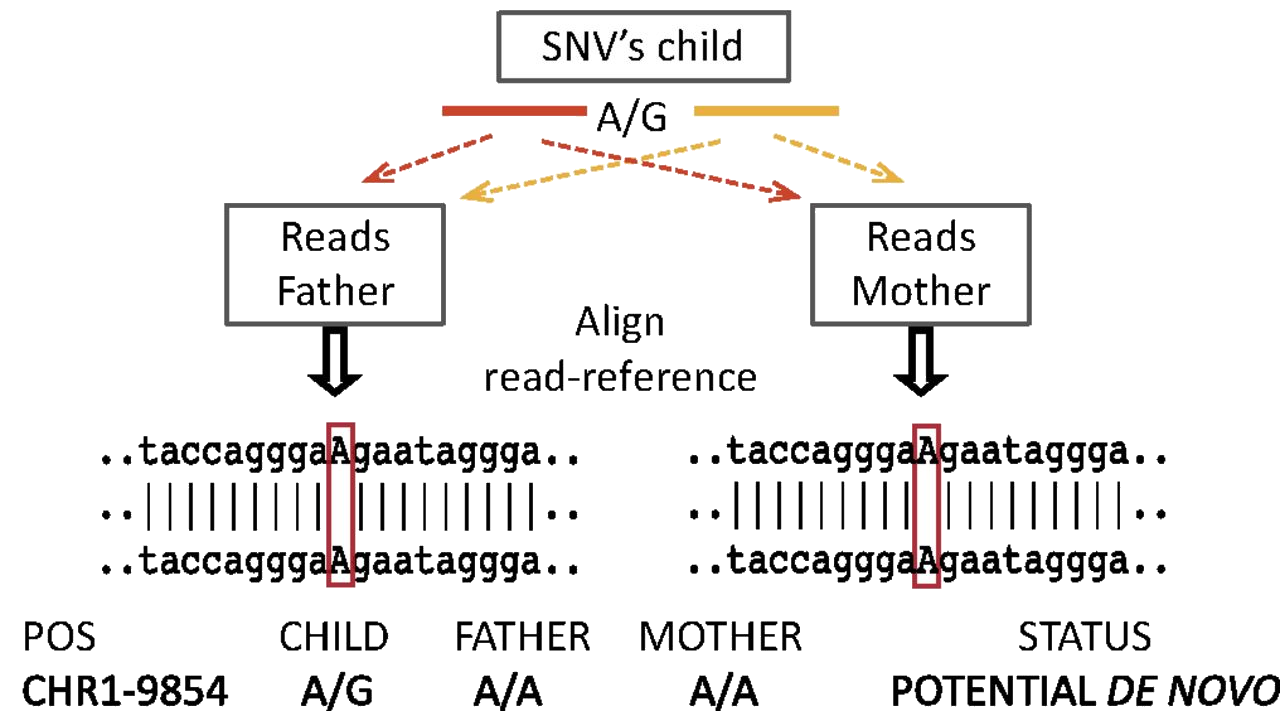 SNV's child
A/G
Reads
Father
Reads
Mother
Align
read-reference
..taccagggaAgaataggga.. ..taccagggaAgaataggga..
..||||||||| |||||||||.. ..||||||||| |||||||||..
..taccagggaAgaataggga.. ..taccagggaAgaataggga..
POS CHILD FATHER MOTHER STATUS
CHR1-9854 A/G A/A A/A POTENTIAL DE NOVO